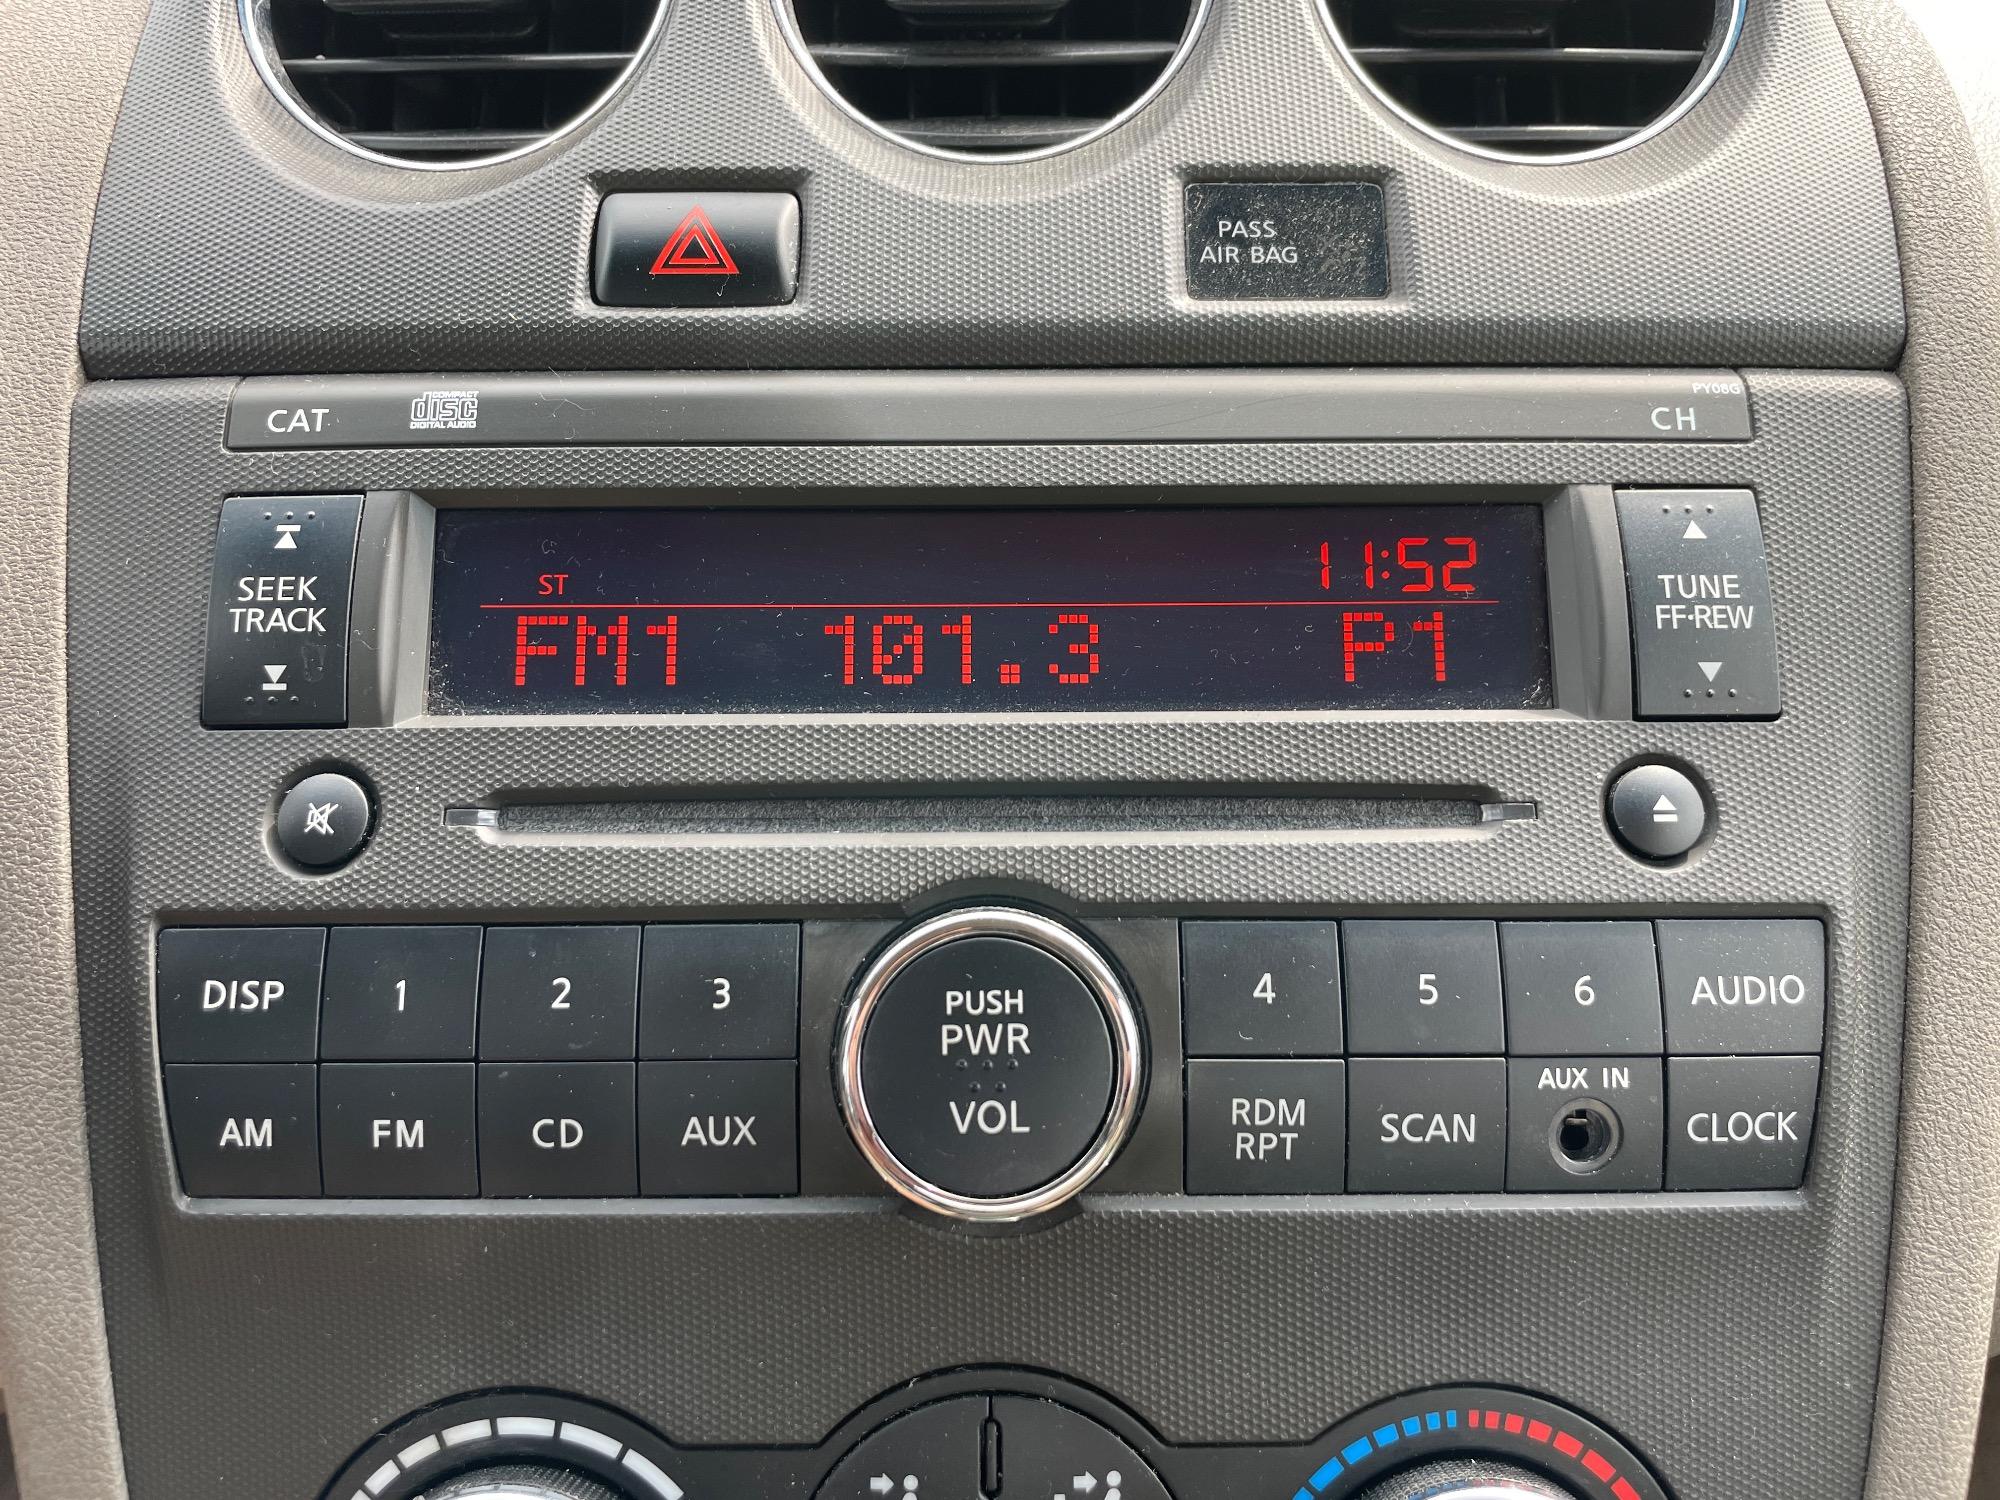 PASS
AIR BAG
CAT
COMPACT
disc
DIGITAL AUDIO
PY08G
CH
SEEK
TRACK
ST
11:52
FM1 101.3 P1
TUNE
FF·REW
DISP 1 2 3
PUSH
PWR
VOL
4 5 6 AUDIO
AM FM CD AUX
RDM
RPT
SCAN
AUX IN
CLOCK